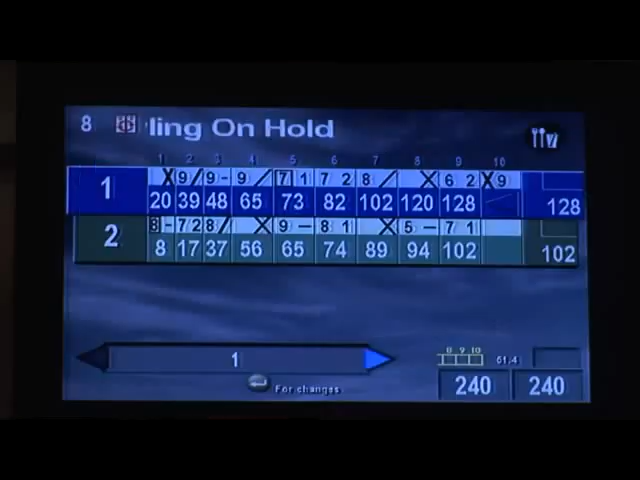 8 ling On Hold
1 2 3 4 5 6 7 8 9 10
1 X 9/ 9- 9/ 7 1 7 2 8/ X 6 2 X 9
20 39 48 65 73 82 102 120 128 128
2 8- 7 2 8/ X 9- 8 1 X 5- 7 1
8 17 37 56 65 74 89 94 102 102
1
8 9 10 51.4
For changes
240 240